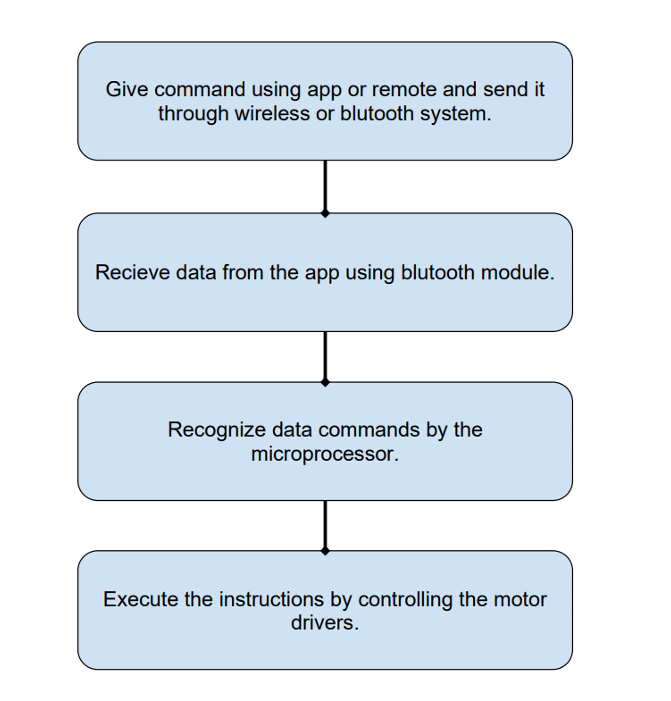 Give command using app or remote and send it
through wireless or blutooth system.
Recieve data from the app using blutooth module.
Recognize data commands by the
microprocessor.
Execute the instructions by controlling the motor
drivers.